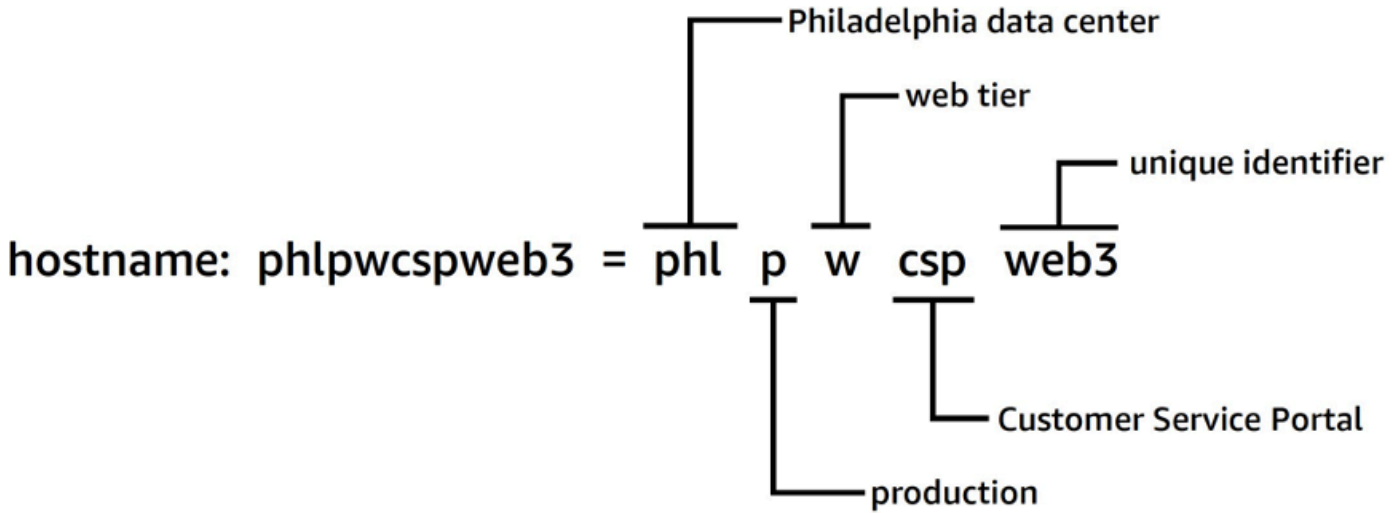 Philadelphia data center
web tier
unique identifier
hostname: phlpwcspweb3 = phl p w csp web3
Customer Service Portal
production